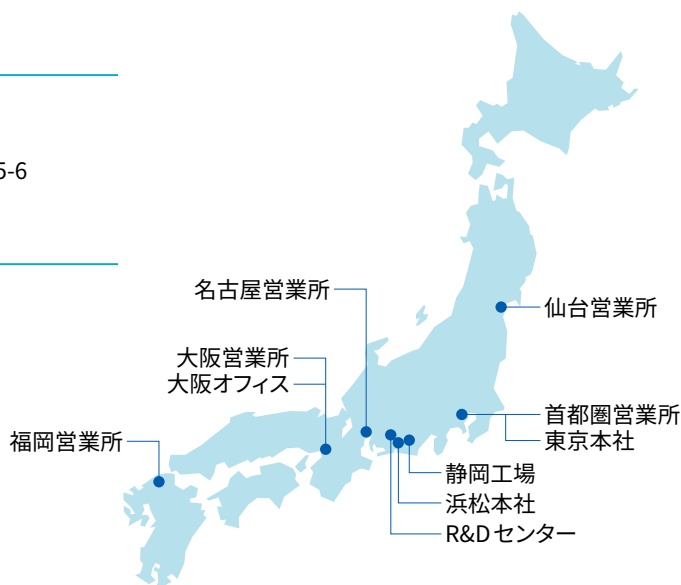 5-6
名古屋営業所
仙台営業所
大阪営業所
大阪オフィス
首都圏営業所
東京本社
福岡営業所
静岡工場
浜松本社
R&Dセンター